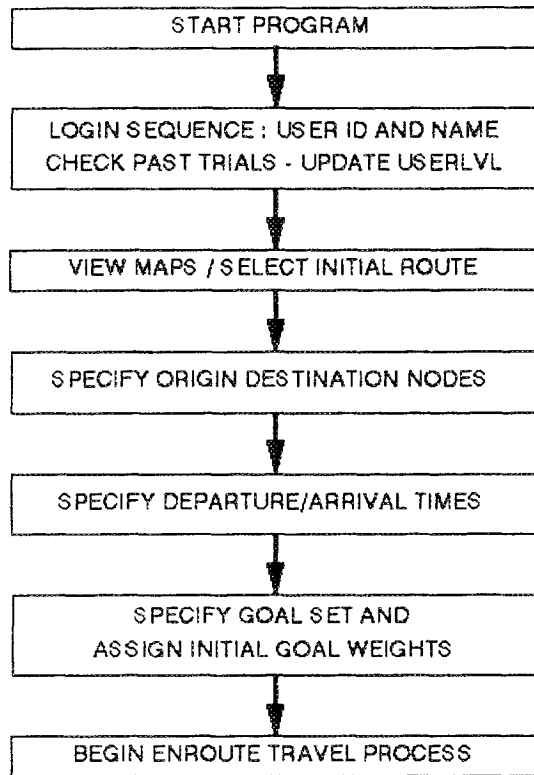 START PROGRAM
LOGIN SEQUENCE : USER ID AND NAME
CHECK PAST TRIALS - UPDATE USERLVL
VIEW MAPS / SELECT INITIAL ROUTE
SPECIFY ORIGIN DESTINATION NODES
SPECIFY DEPARTURE/ARRIVAL TIMES
SPECIFY GOAL SET AND
ASSIGN INITIAL GOAL WEIGHTS
BEGIN ENROUTE TRAVEL PROCESS